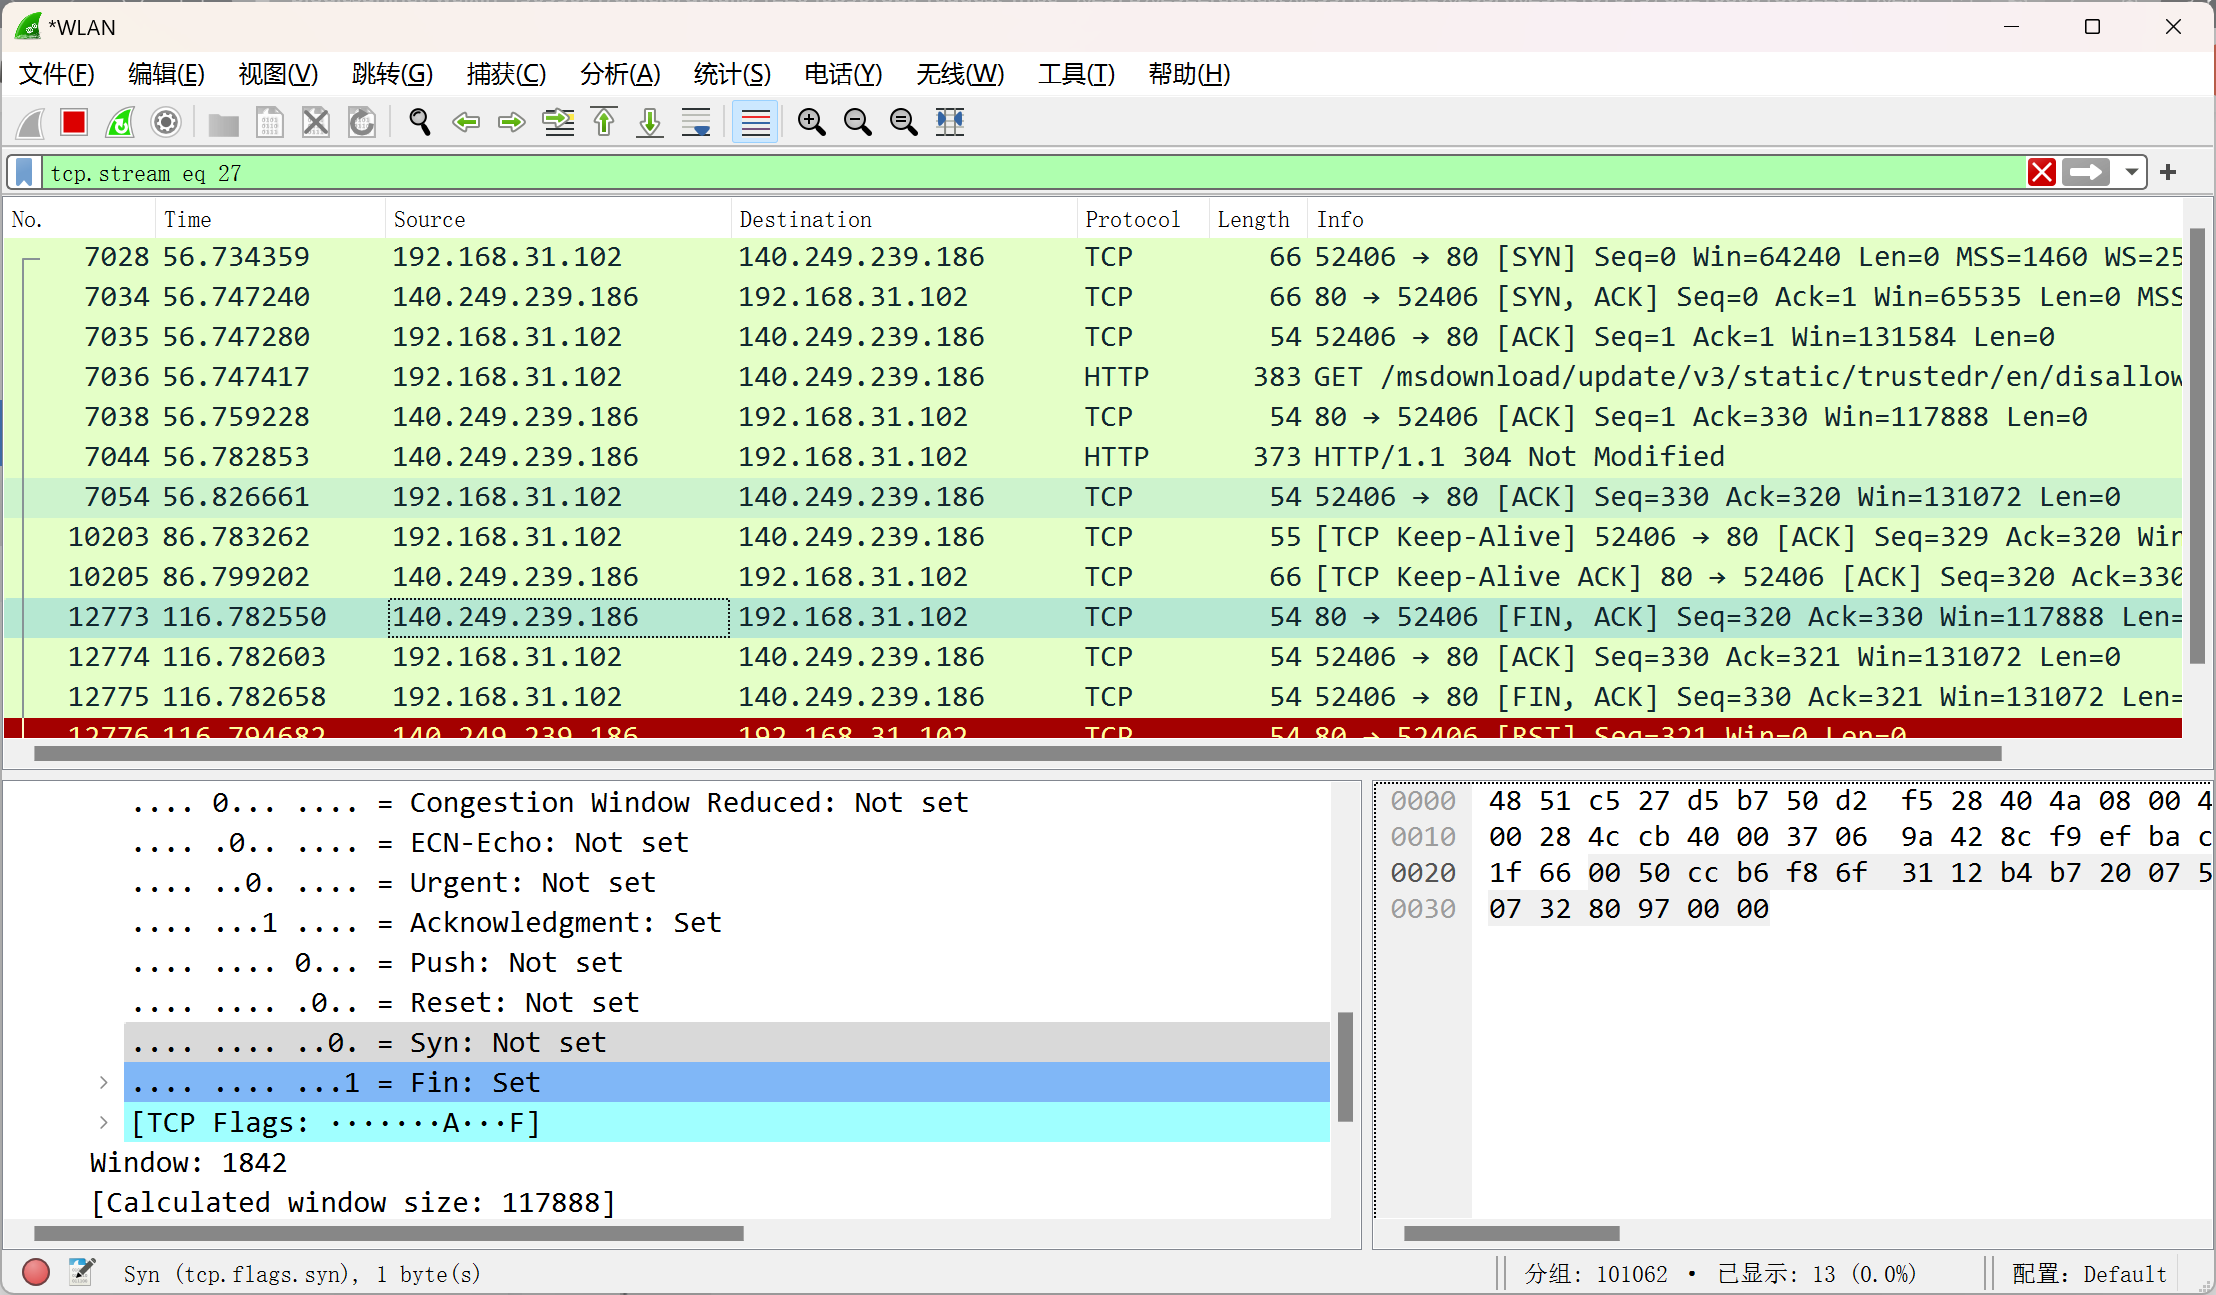 *WLAN
文件(F) 编辑(E) 视图(V) 跳转(G) 捕获(C) 分析(A) 统计(S) 电话(Y) 无线(W) 工具(T) 帮助(H)
tcp.stream eq 27
No. Time Source Destination Protocol Length Info
7028 56.734359 192.168.31.102 140.249.239.186 TCP 66 52406 → 80 [SYN] Seq=0 Win=64240 Len=0 MSS=1460 WS=25
7034 56.747240 140.249.239.186 192.168.31.102 TCP 66 80 → 52406 [SYN, ACK] Seq=0 Ack=1 Win=65535 Len=0 MSS
7035 56.747280 192.168.31.102 140.249.239.186 TCP 54 52406 → 80 [ACK] Seq=1 Ack=1 Win=131584 Len=0
7036 56.747417 192.168.31.102 140.249.239.186 HTTP 383 GET /msdownload/update/v3/static/trustedr/en/disallow
7038 56.759228 140.249.239.186 192.168.31.102 TCP 54 80 → 52406 [ACK] Seq=1 Ack=330 Win=117888 Len=0
7044 56.782853 140.249.239.186 192.168.31.102 HTTP 373 HTTP/1.1 304 Not Modified
7054 56.826661 192.168.31.102 140.249.239.186 TCP 54 52406 → 80 [ACK] Seq=330 Ack=320 Win=131072 Len=0
10203 86.783262 192.168.31.102 140.249.239.186 TCP 55 [TCP Keep-Alive] 52406 → 80 [ACK] Seq=329 Ack=320 Win
10205 86.799202 140.249.239.186 192.168.31.102 TCP 66 [TCP Keep-Alive ACK] 80 → 52406 [ACK] Seq=320 Ack=330
12773 116.782550 140.249.239.186 192.168.31.102 TCP 54 80 → 52406 [FIN, ACK] Seq=320 Ack=330 Win=117888 Len=
12774 116.782603 192.168.31.102 140.249.239.186 TCP 54 52406 → 80 [ACK] Seq=330 Ack=321 Win=131072 Len=0
12775 116.782658 192.168.31.102 140.249.239.186 TCP 54 52406 → 80 [FIN, ACK] Seq=330 Ack=321 Win=131072 Len=
12776 116.794682 140.249.239.186 192.168.31.102 TCP 54 80 → 52406 [RST] Seq=321 Win=0 Len=0
.... 0... .... = Congestion Window Reduced: Not set
.... .0.. .... = ECN-Echo: Not set
.... ..0. .... = Urgent: Not set
.... ...1 .... = Acknowledgment: Set
.... .... 0... = Push: Not set
.... .... .0.. = Reset: Not set
.... .... ..0. = Syn: Not set
.... .... ...1 = Fin: Set
[TCP Flags: ·······A···F]
Window: 1842
[Calculated window size: 117888]
0000 48 51 c5 27 d5 b7 50 d2 f5 28 40 4a 08 00 4
0010 00 28 4c cb 40 00 37 06 9a 42 8c f9 ef ba c
0020 1f 66 00 50 cc b6 f8 6f 31 12 b4 b7 20 07 5
0030 07 32 80 97 00 00
Syn (tcp.flags.syn), 1 byte(s) 分组: 101062 · 已显示: 13 (0.0%) 配置: Default